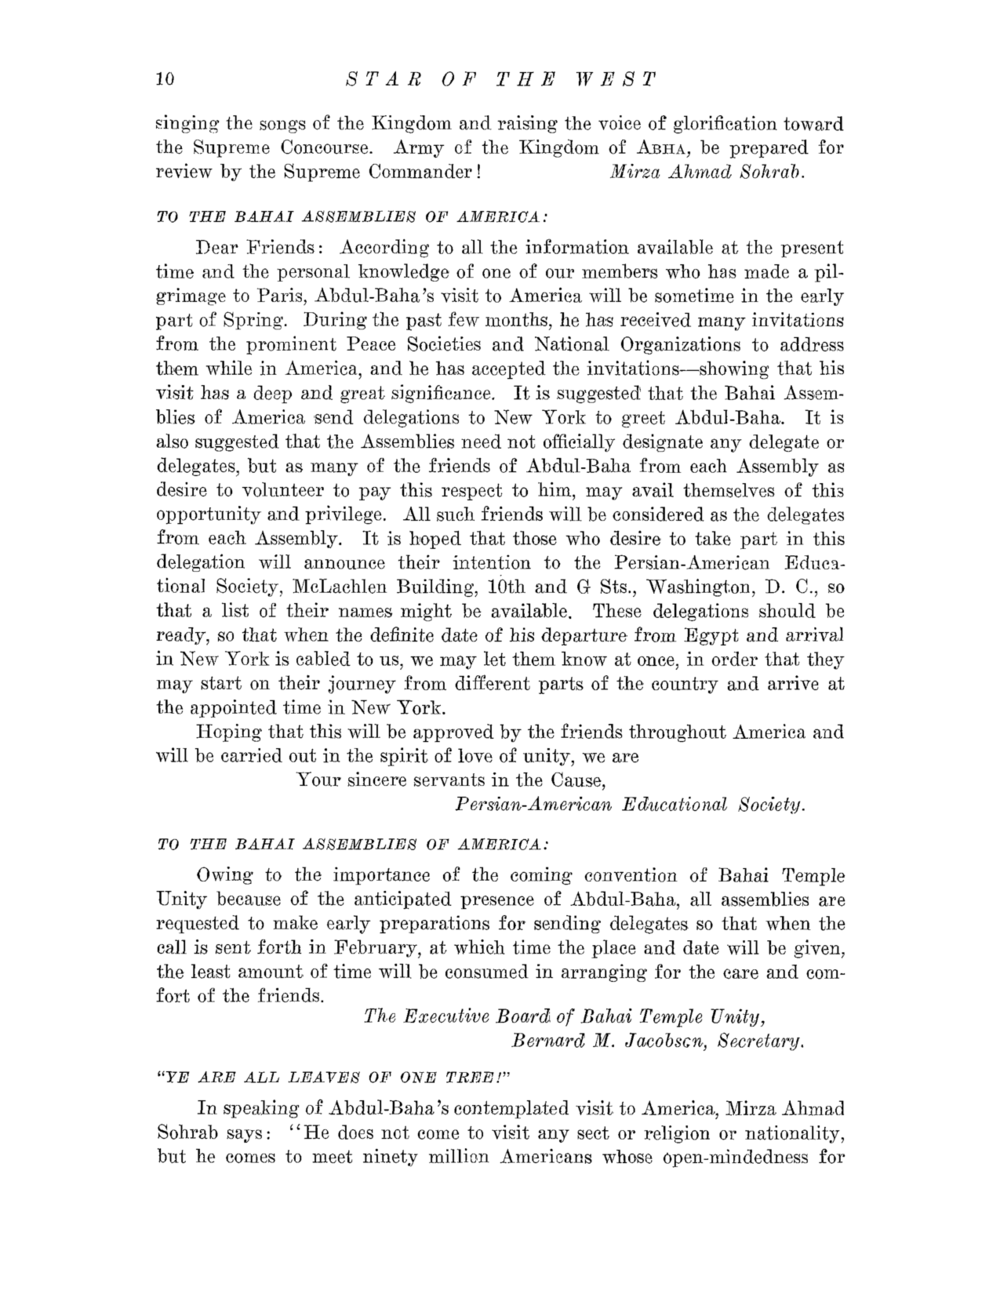 10 STAR OF THE WEST
singing the songs of the Kingdom and raising the voice of glorification toward
the Supreme Concourse. Army of the Kingdom of ABHA, be prepared for
review by the Supreme Commander! Mirza Ahmad Sohrab.
TO THE BAHAI ASSEMBLIES OF AMERICA:
Dear Friends: According to all the information available at the present
time and the personal knowledge of one of our members who has made a pil-
grimage to Paris, Abdul-Baha's visit to America will be sometime in the early
part of Spring. During the past few months, he has received many invitations
from the prominent Peace Societies and National Organizations to address
them while in America, and he has accepted the invitations—showing that his
visit has a deep and great significance. It is suggested that the Bahai Assem-
blies of America send delegations to New York to greet Abdul-Baha. It is
also suggested that the Assemblies need not officially designate any delegate or
delegates, but as many of the friends of Abdul-Baha from each Assembly as
desire to volunteer to pay this respect to him, may avail themselves of this
opportunity and privilege. All such friends will be considered as the delegates
from each Assembly. It is hoped that those who desire to take part in this
delegation will announce their intention to the Persian-American Educa-
tional Society, McLachlen Building, 10th and G Sts., Washington, D. C., so
that a list of their names might be available. These delegations should be
ready, so that when the definite date of his departure from Egypt and arrival
in New York is cabled to us, we may let them know at once, in order that they
may start on their journey from different parts of the country and arrive at
the appointed time in New York.
Hoping that this will be approved by the friends throughout America and
will be carried out in the spirit of love of unity, we are
Your sincere servants in the Cause,
Persian-American Educational Society.
TO THE BAHAI ASSEMBLIES OF AMERICA:
Owing to the importance of the coming convention of Bahai Temple
Unity because of the anticipated presence of Abdul-Baha, all assemblies are
requested to make early preparations for sending delegates so that when the
call is sent forth in February, at which time the place and date will be given,
the least amount of time will be consumed in arranging for the care and com-
fort of the friends.
The Executive Board of Bahai Temple Unity,
Bernard M. Jacobsen, Secretary.
"YE ARE ALL LEAVES OF ONE TREE!"
In speaking of Abdul-Baha's contemplated visit to America, Mirza Ahmad
Sohrab says: "He does not come to visit any sect or religion or nationality,
but he comes to meet ninety million Americans whose open-mindedness for